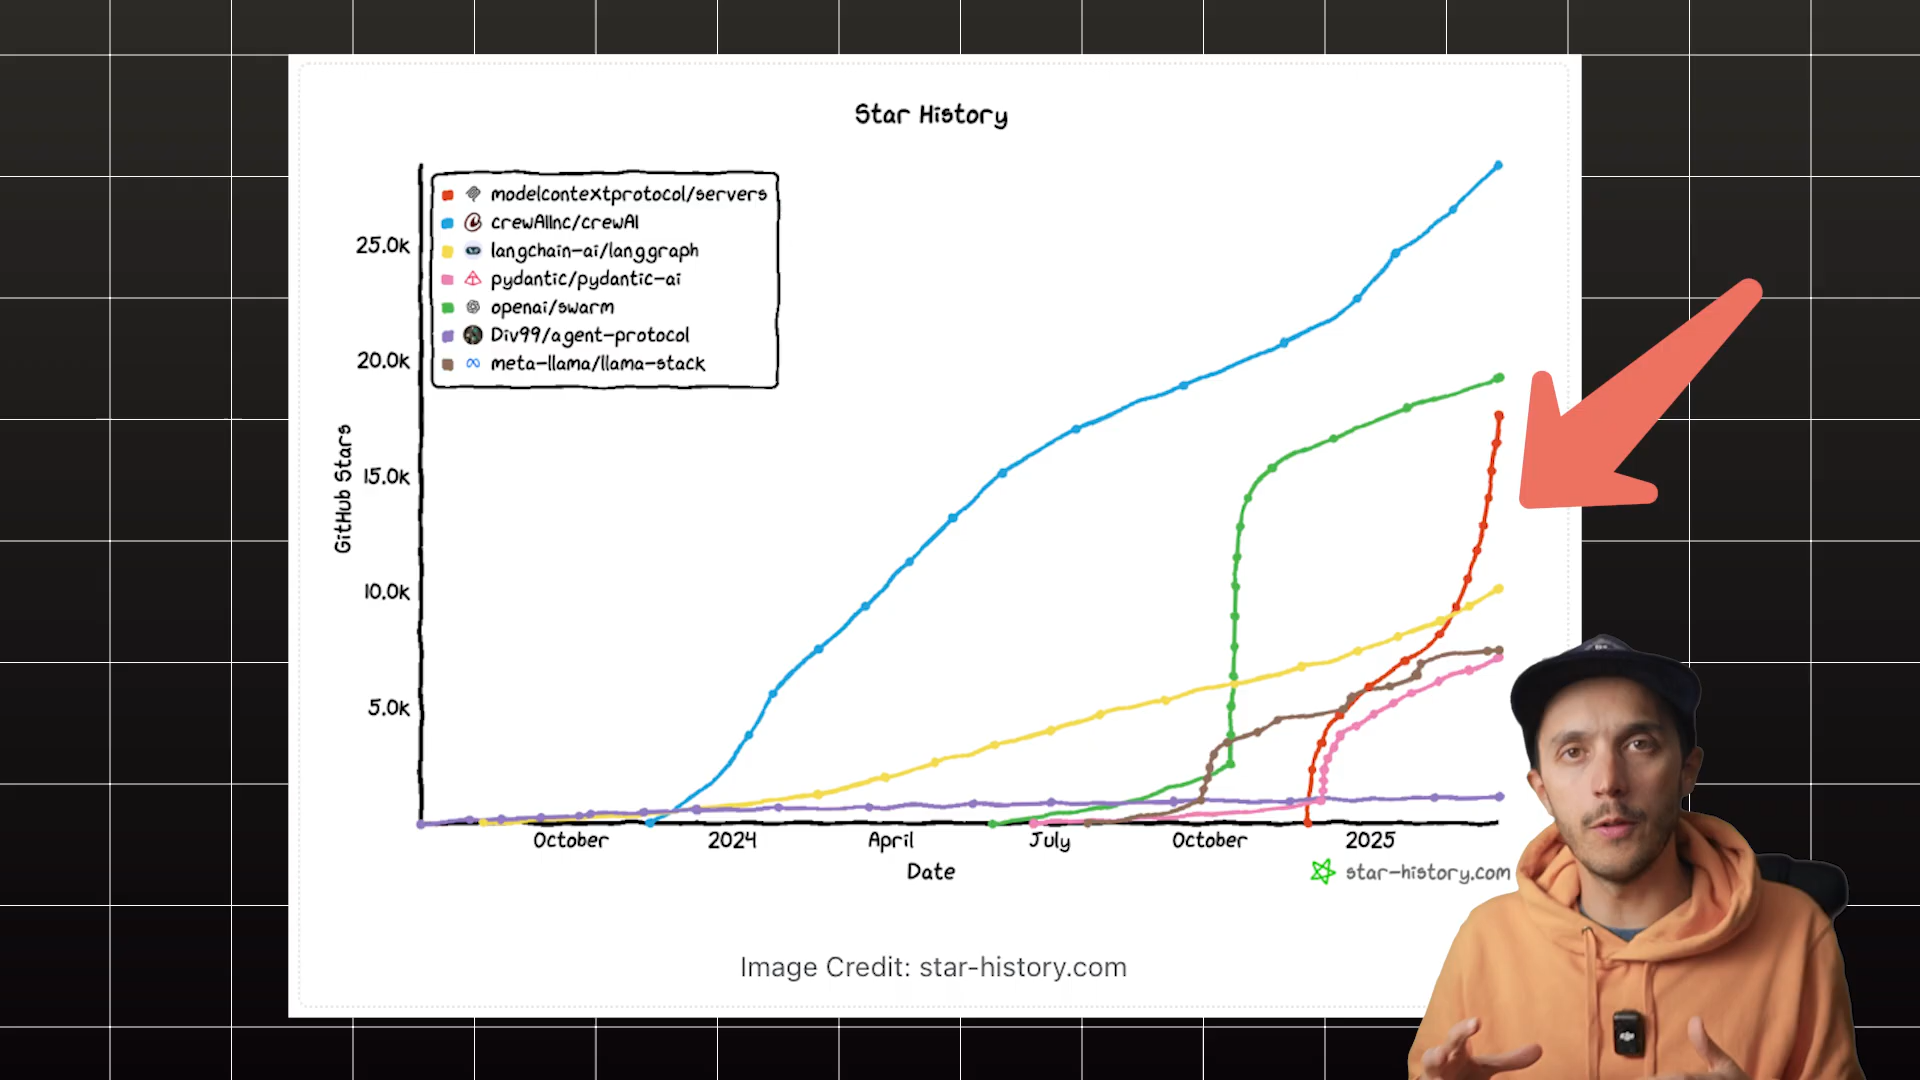 Star History
modelcontextprotocol/servers
crewAIInc/crewAI
langchain-ai/langgraph
pydantic/pydantic-ai
openai/swarm
Div99/agent-protocol
meta-llama/llama-stack
25.0k
20.0k
15.0k
10.0k
5.0k
GitHub Stars
October
2024
April
July
October
2025
Date
star-history.com
Image Credit: star-history.com